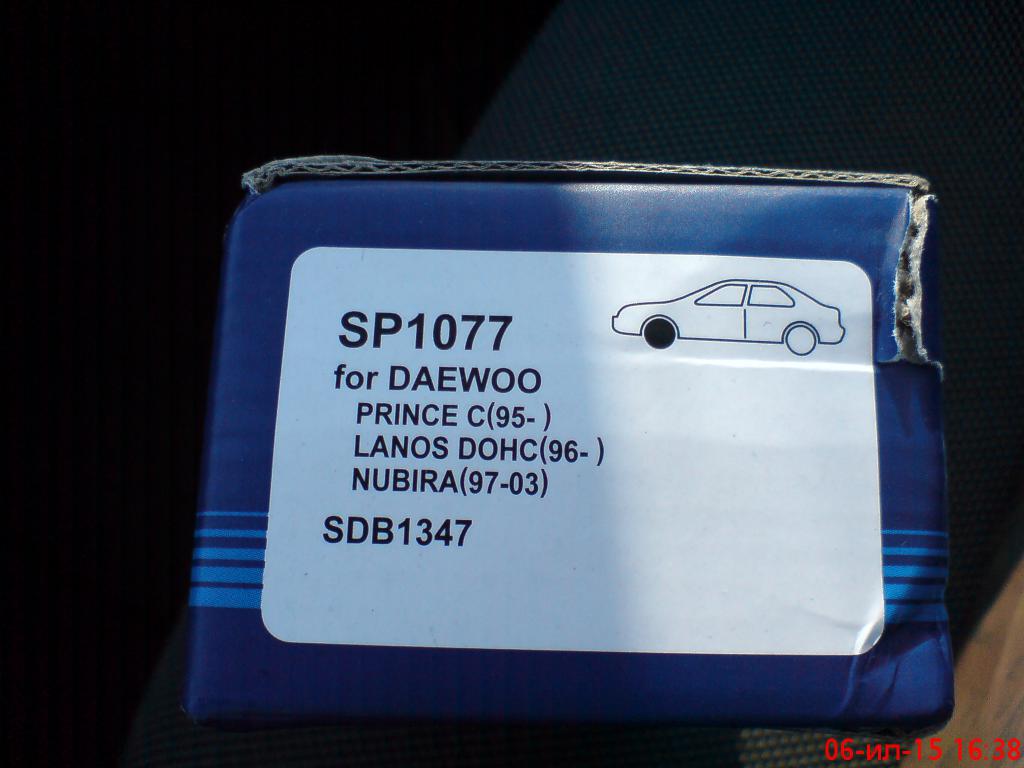 SP1077
for DAEWOO
PRINCE C(95- )
LANOS DOHC(96- )
NUBIRA(97-03)
SDB1347
06-ил-15 16:38